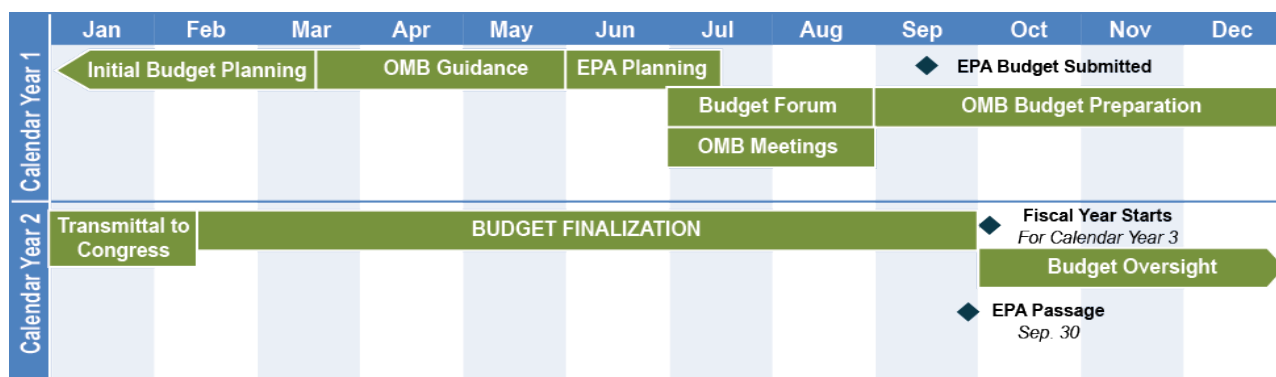 Jan Feb Mar Apr May Jun Jul Aug Sep Oct Nov Dec
Calendar Year 1
Initial Budget Planning
OMB Guidance
EPA Planning
EPA Budget Submitted
Budget Forum
OMB Budget Preparation
OMB Meetings
Calendar Year 2
Transmittal to
Congress
BUDGET FINALIZATION
Fiscal Year Starts
For Calendar Year 3
Budget Oversight
EPA Passage
Sep. 30